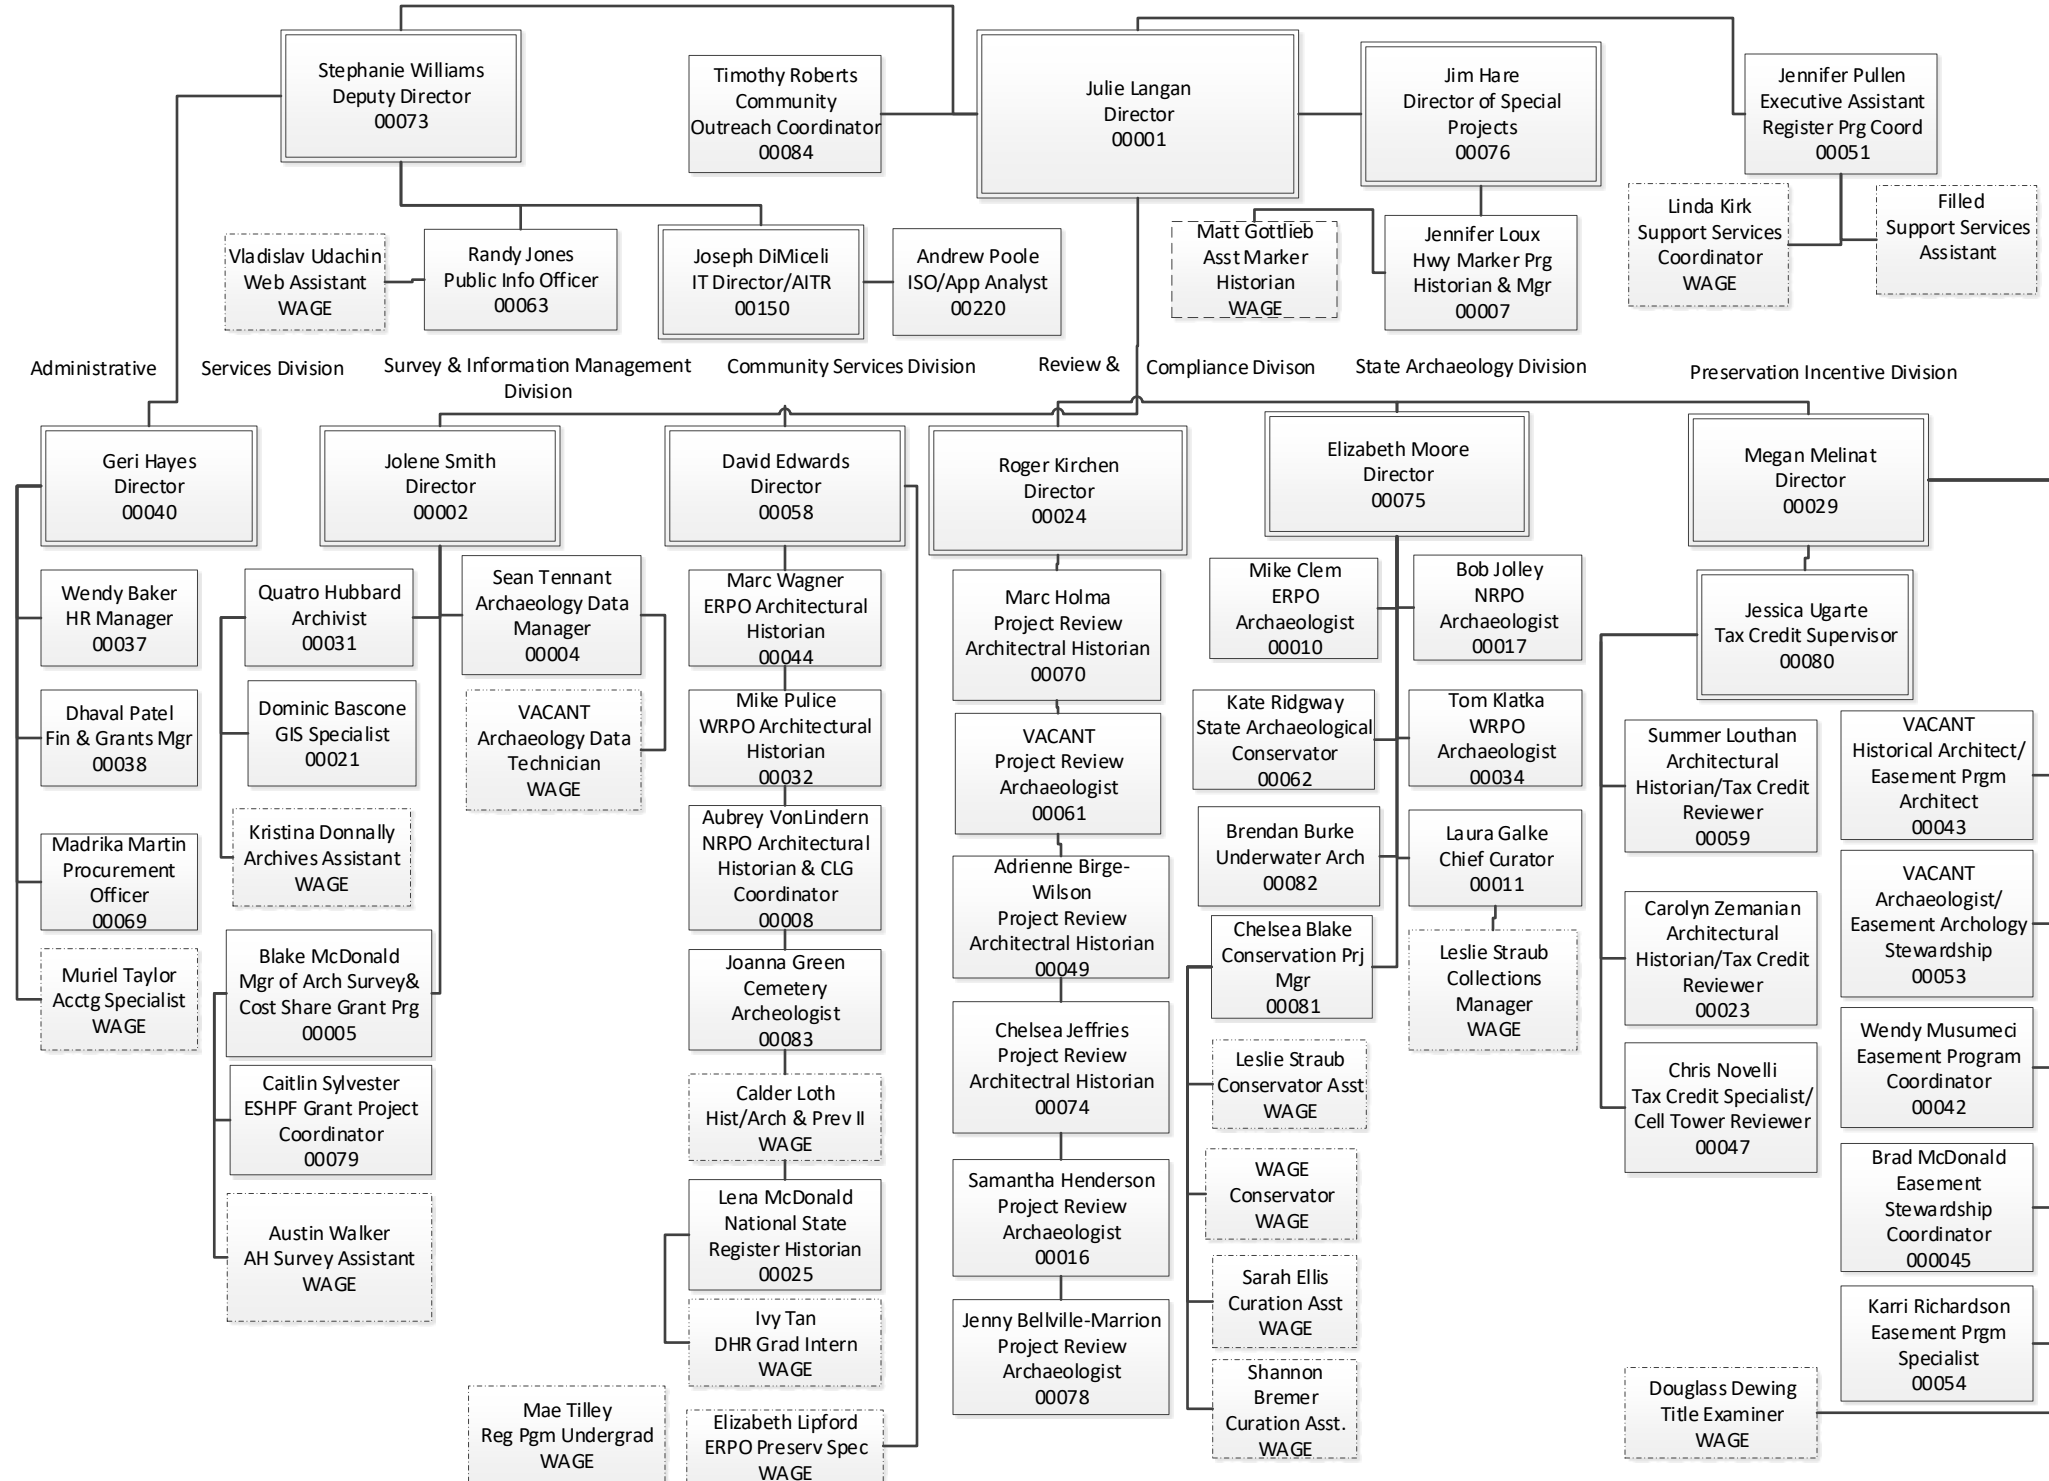 Stephanie Williams
Deputy Director
00073
Timothy Roberts
Community
Outreach Coordinator
00084
Julie Langan
Director
00001
Jim Hare
Director of Special
Projects
00076
Jennifer Pullen
Executive Assistant
Register Prg Coord
00051
Vladislav Udachin
Web Assistant
WAGE
Randy Jones
Public Info Officer
00063
Joseph DiMiceli
IT Director/AITR
00150
Andrew Poole
ISO/App Analyst
00220
Matt Gottlieb
Asst Marker
Historian
WAGE
Jennifer Loux
Hwy Marker Prg
Historian & Mgr
00007
Linda Kirk
Support Services
Coordinator
WAGE
Filled
Support Services
Assistant
Administrative Services Division
Survey & Information Management
Division
Community Services Division
Review & Compliance Divison
State Archaeology Division
Preservation Incentive Division
Geri Hayes
Director
00040
Jolene Smith
Director
00002
David Edwards
Director
00058
Roger Kirchen
Director
00024
Elizabeth Moore
Director
00075
Megan Melinat
Director
00029
Wendy Baker
HR Manager
00037
Dhaval Patel
Fin & Grants Mgr
00038
Madrika Martin
Procurement
Officer
00069
Muriel Taylor
Acctg Specialist
WAGE
Quatro Hubbard
Archivist
00031
Dominic Bascone
GIS Specialist
00021
Kristina Donnally
Archives Assistant
WAGE
Sean Tennant
Archaeology Data
Manager
00004
VACANT
Archaeology Data
Technician
WAGE
Blake McDonald
Mgr of Arch Survey&
Cost Share Grant Prg
00005
Caitlin Sylvester
ESHPF Grant Project
Coordinator
00079
Austin Walker
AH Survey Assistant
WAGE
Marc Wagner
ERPO Architectural
Historian
00044
Mike Pulice
WRPO Architectural
Historian
00032
Aubrey VonLindern
NRPO Architectural
Historian & CLG
Coordinator
00008
Joanna Green
Cemetery
Archeologist
00083
Calder Loth
Hist/Arch & Prev II
WAGE
Lena McDonald
National State
Register Historian
00025
Ivy Tan
DHR Grad Intern
WAGE
Mae Tilley
Reg Pgm Undergrad
WAGE
Elizabeth Lipford
ERPO Preserv Spec
WAGE
Marc Holma
Project Review
Architectral Historian
00070
VACANT
Project Review
Archaeologist
00061
Adrienne Birge-
Wilson
Project Review
Architectral Historian
00049
Chelsea Jeffries
Project Review
Architectral Historian
00074
Samantha Henderson
Project Review
Archaeologist
00016
Jenny Bellville-Marrion
Project Review
Archaeologist
00078
Mike Clem
ERPO
Archaeologist
00010
Bob Jolley
NRPO
Archaeologist
00017
Kate Ridgway
State Archaeological
Conservator
00062
Tom Klatka
WRPO
Archaeologist
00034
Brendan Burke
Underwater Arch
00082
Laura Galke
Chief Curator
00011
Chelsea Blake
Conservation Prj
Mgr
00081
Leslie Straub
Collections
Manager
WAGE
Leslie Straub
Conservator Asst
WAGE
WAGE
Conservator
WAGE
Sarah Ellis
Curation Asst
WAGE
Shannon
Bremer
Curation Asst.
WAGE
Jessica Ugarte
Tax Credit Supervisor
00080
Summer Louthan
Architectural
Historian/Tax Credit
Reviewer
00059
Carolyn Zemanian
Architectural
Historian/Tax Credit
Reviewer
00023
Chris Novelli
Tax Credit Specialist/
Cell Tower Reviewer
00047
VACANT
Historical Architect/
Easement Prgm
Architect
00043
VACANT
Archaeologist/
Easement Archology
Stewardship
00053
Wendy Musumeci
Easement Program
Coordinator
00042
Brad McDonald
Easement
Stewardship
Coordinator
000045
Karri Richardson
Easement Prgm
Specialist
00054
Douglass Dewing
Title Examiner
WAGE